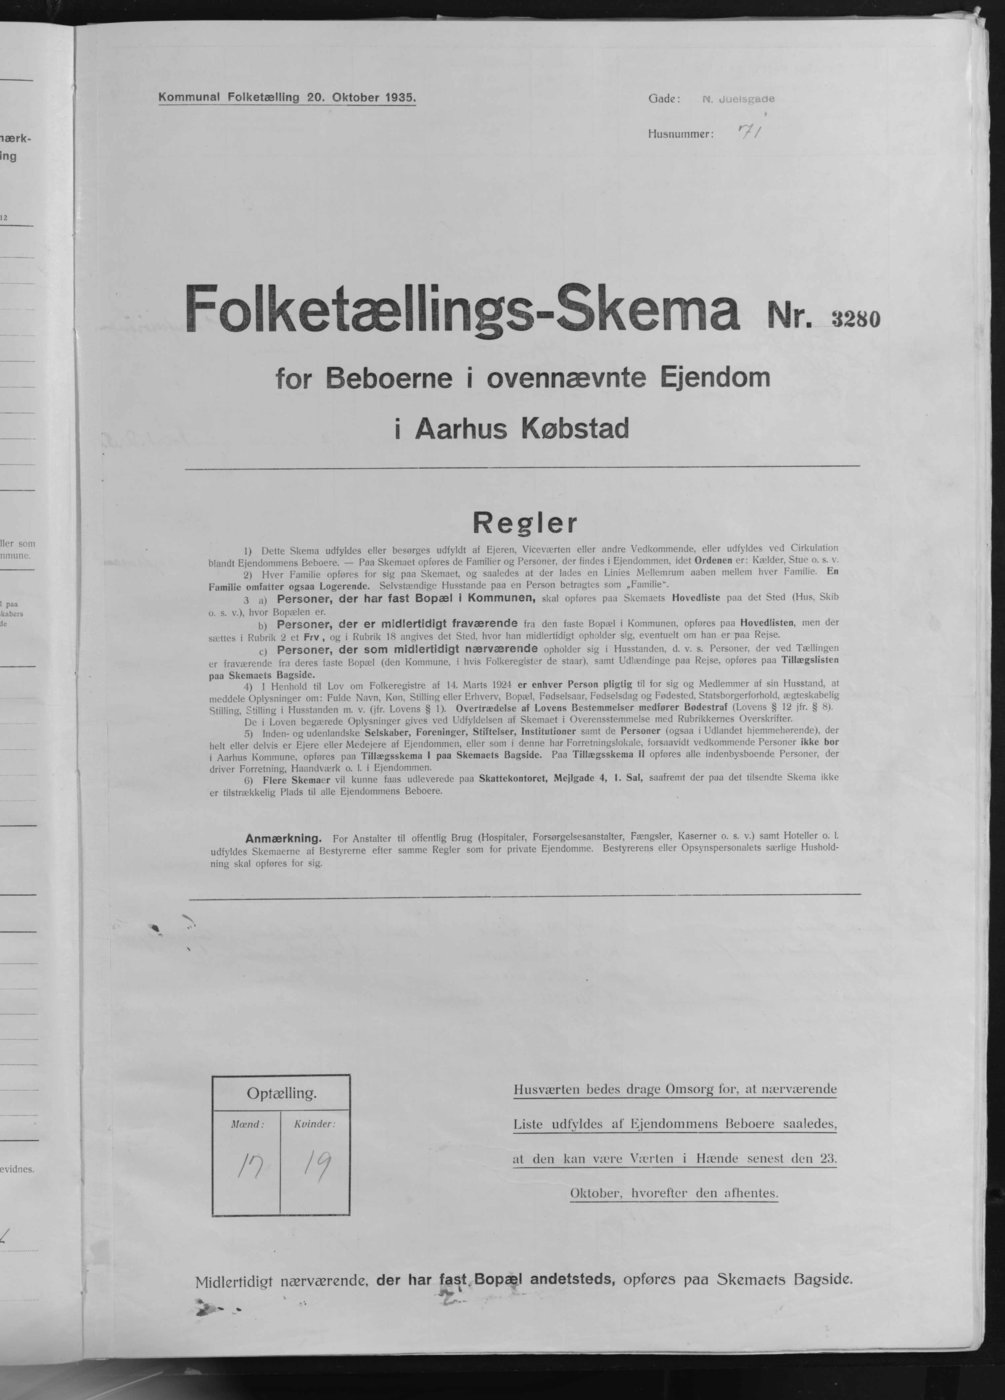 Kommunal Folketælling 20. Oktober 1935.
Gade: N. Juelsgade
Husnummer: 71
Folketællings-Skema Nr. 3280
for Beboerne i ovennævnte Ejendom
i Aarhus Købstad
Regler
1) Dette Skema udfyldes eller besørges udfyldt af Ejeren, Viceværten eller andre Vedkommende, eller udfyldes ved Cirkulation
blandt Ejendommens Beboere. — Paa Skemaet opføres de Familier og Personer, der findes i Ejendommen, idet Ordenen er: Kælder, Stue o. s. v.
2) Hver Familie opføres for sig paa Skemaet, og saaledes at der lades en Linies Mellemrum aaben mellem hver Familie. En
Familie omfatter ogsaa Logerende. Selvstændige Husstande paa en Person betragtes som „Familie“.
3 a) Personer, der har fast Bopæl i Kommunen, skal opføres paa Skemaets Hovedliste paa det Sted (Hus, Skib
o. s. v.), hvor Bopælen er.
b) Personer, der er midlertidigt fraværende fra den faste Bopæl i Kommunen, opføres paa Hovedlisten, men der
sættes i Rubrik 2 et Frv., og i Rubrik 18 angives det Sted, hvor han midlertidigt opholder sig, eventuelt om han er paa Rejse.
c) Personer, der som midlertidigt nærværende opholder sig i Husstanden, d. v. s. Personer, der ved Tællingen
er fraværende fra deres faste Bopæl (den Kommune, i hvis Folkeregister de staar), samt Udlændinge paa Rejse, opføres paa Tillægslisten
paa Skemaets Bagside.
4) I Henhold til Lov om Folkeregistre af 14. Marts 1924 er enhver Person pligtig til for sig og Medlemmer af sin Husstand, at
meddele Oplysninger om: Fulde Navn, Køn, Stilling eller Erhverv, Bopæl, Fødselsaar, Fødselsdag og Fødested, Statsborgerforhold, ægteskabelig
Stilling, Stilling i Husstanden m. v. (jfr. Lovens § 1). Overtrædelse af Lovens Bestemmelser medfører Bødestraf (Lovens § 12 jfr. § 8).
De i Loven begærede Oplysninger gives ved Udfyldelsen af Skemaet i Overensstemmelse med Rubrikkernes Overskrifter.
5) Inden- og udenlandske Selskaber, Foreninger, Stiftelser, Institutioner samt de Personer (ogsaa i Udlandet hjemmehørende), der
helt eller delvis er Ejere eller Medejere af Ejendommen, eller som i denne har Forretningslokale, forsaavidt vedkommende Personer ikke bor
i Aarhus Kommune, opføres paa Tillægsskema I paa Skemaets Bagside. Paa Tillægsskema II opføres alle indenbysboende Personer, der
driver Forretning, Haandværk o. l. i Ejendommen.
6) Flere Skemaer vil kunne faas udleverede paa Skattekontoret, Mejlgade 4, 1. Sal, saafremt der paa det tilsendte Skema ikke
er tilstrækkelig Plads til alle Ejendommens Beboere.
Anmærkning. For Anstalter til offentlig Brug (Hospitaler, Forsørgelsesanstalter, Fængsler, Kaserner o. s. v.) samt Hoteller o. l.
udfyldes Skemaerne af Bestyrerne efter samme Regler som for private Ejendomme. Bestyrerens eller Opsynspersonalets særlige Hushold-
ning skal opføres for sig.
Optælling.
Mænd: Kvinder:
17 19
Husværten bedes drage Omsorg for, at nærværende
Liste udfyldes af Ejendommens Beboere saaledes,
at den kan være Værten i Hænde senest den 23.
Oktober, hvorefter den afhentes.
Midlertidigt nærværende, der har fast Bopæl andetsteds, opføres paa Skemaets Bagside.